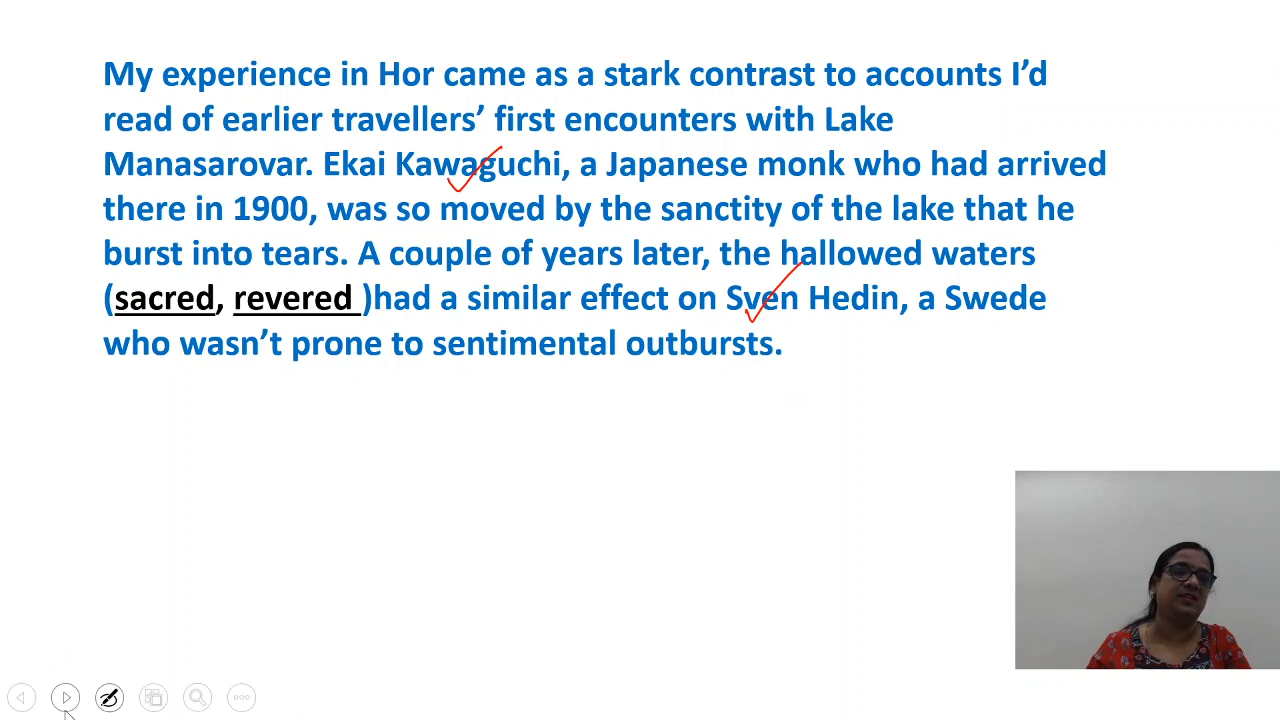 My experience in Hor came as a stark contrast to accounts I’d
read of earlier travellers’ first encounters with Lake
Manasarovar. Ekai Kawaguchi, a Japanese monk who had arrived
there in 1900, was so moved by the sanctity of the lake that he
burst into tears. A couple of years later, the hallowed waters
(sacred, revered )had a similar effect on Sven Hedin, a Swede
who wasn’t prone to sentimental outbursts.